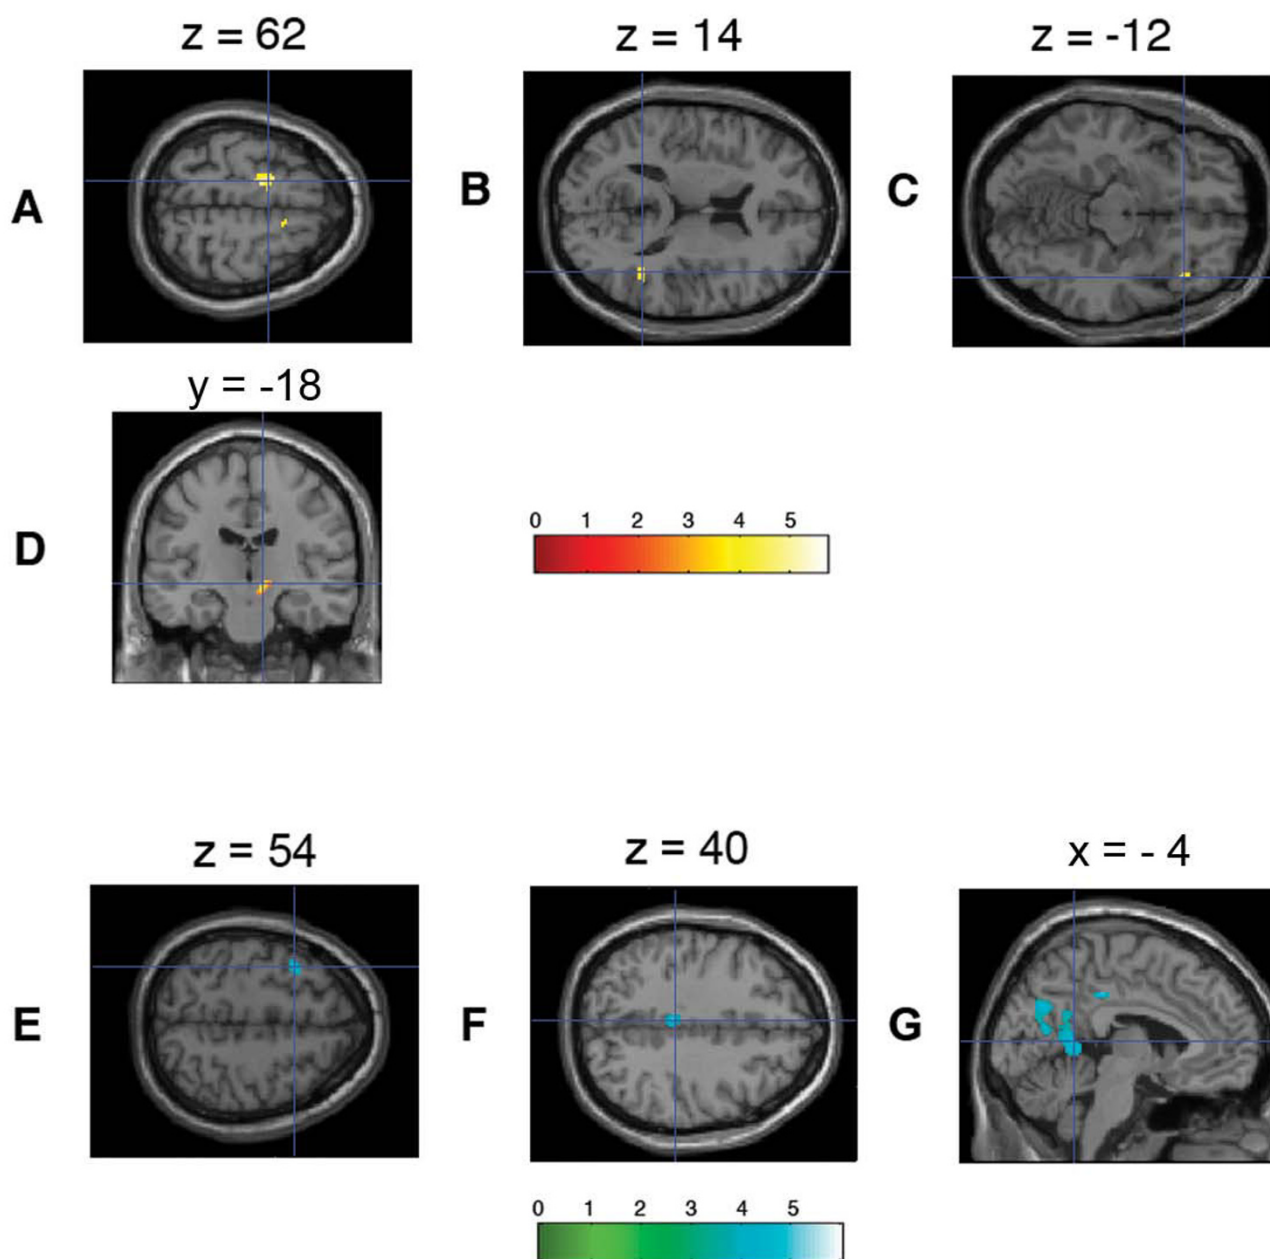 z = 62
z = 14
z = -12
A
B
C
y = -18
D
0 1 2 3 4 5
z = 54
z = 40
x = - 4
E
F
G
0 1 2 3 4 5